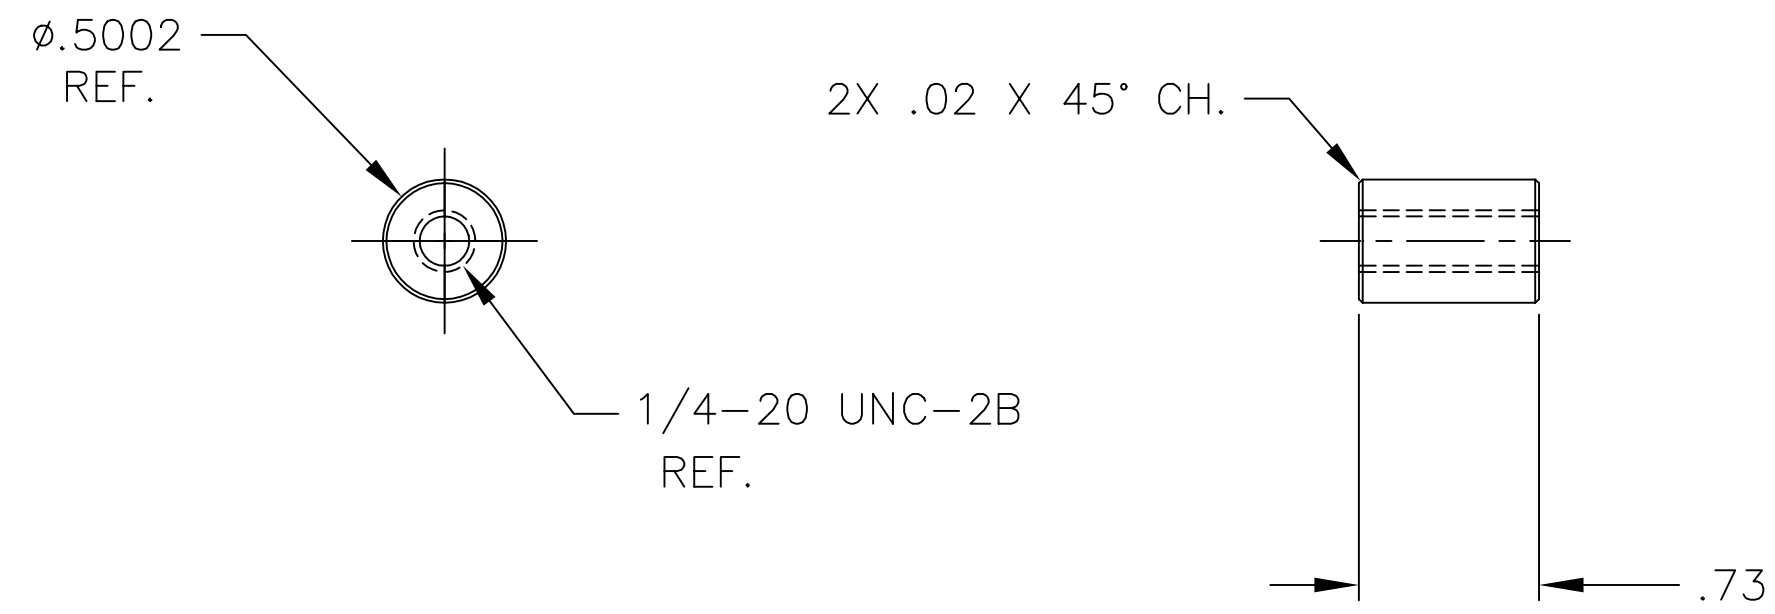 ⌀.5002
REF.
2X .02 X 45° CH.
1/4-20 UNC-2B
REF.
.73